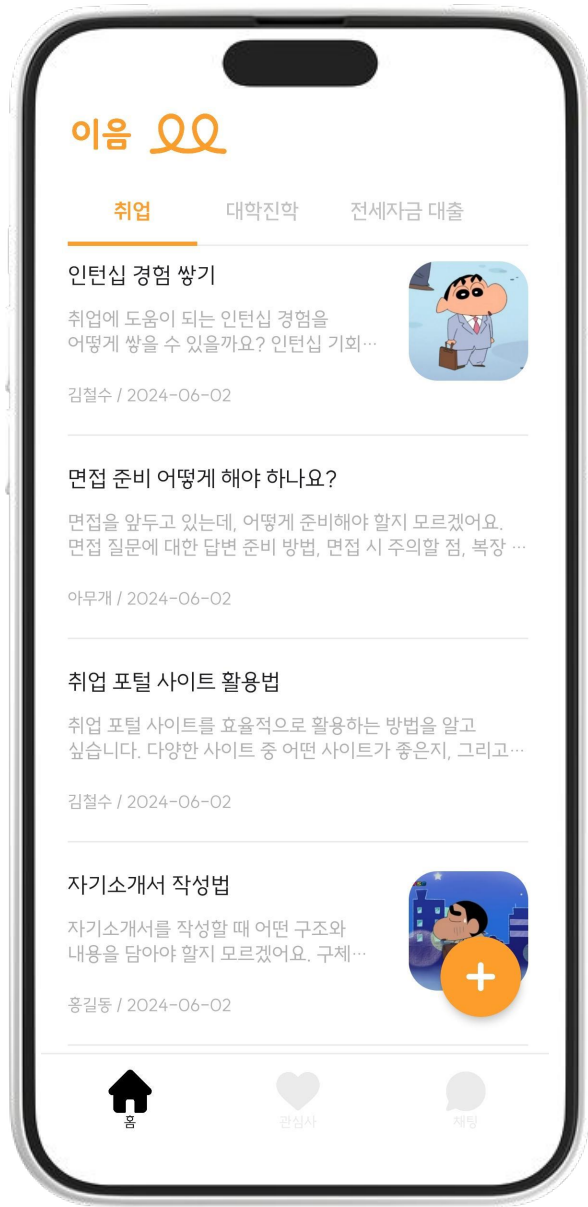 이음
취업 대학진학 전세자금 대출
인턴십 경험 쌓기
취업에 도움이 되는 인턴십 경험을
어떻게 쌓을 수 있을까요? 인턴십 기회…
김철수 / 2024-06-02
면접 준비 어떻게 해야 하나요?
면접을 앞두고 있는데, 어떻게 준비해야 할지 모르겠어요.
면접 질문에 대한 답변 준비 방법, 면접 시 주의할 점, 복장 …
아무개 / 2024-06-02
취업 포털 사이트 활용법
취업 포털 사이트를 효율적으로 활용하는 방법을 알고
싶습니다. 다양한 사이트 중 어떤 사이트가 좋은지, 그리고…
김철수 / 2024-06-02
자기소개서 작성법
자기소개서를 작성할 때 어떤 구조와
내용을 담아야 할지 모르겠어요. 구체…
홍길동 / 2024-06-02
홈 관심사 채팅